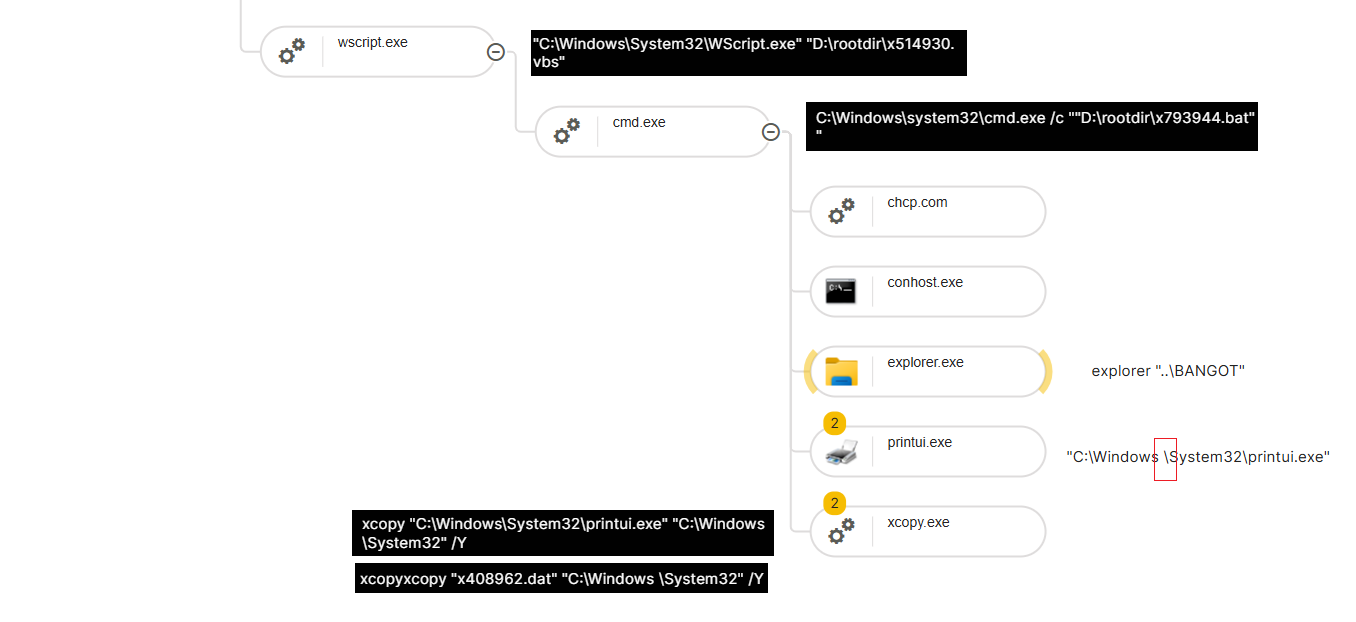 wscript.exe
"C:\Windows\System32\WScript.exe" "D:\rootdir\x514930.
vbs"
cmd.exe
C:\Windows\system32\cmd.exe /c ""D:\rootdir\x793944.bat"
"
chcp.com
conhost.exe
C:\
explorer.exe
explorer "..\BANGOT"
2
printui.exe
"C:\Windows \System32\printui.exe"
2
xcopy.exe
xcopy "C:\Windows\System32\printui.exe" "C:\Windows
\System32" /Y
xcopyxcopy "x408962.dat" "C:\Windows \System32" /Y